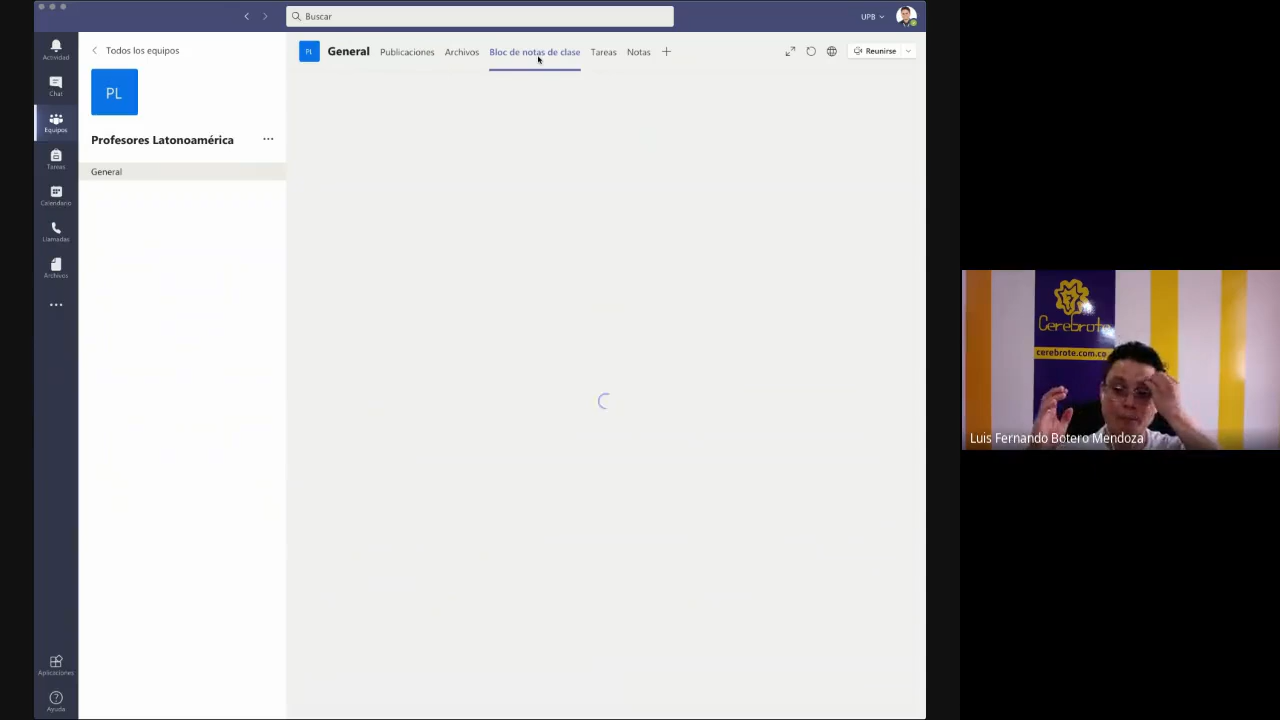 Buscar
UPB
Actividad
Chat
Equipos
Tareas
Calendario
Llamadas
Archivos
Aplicaciones
Ayuda
Todos los equipos
PL
Profesores Latonoamérica
General
PL
General
Publicaciones
Archivos
Bloc de notas de clase
Tareas
Notas
Reunirse
Cerebrote
cerebrote.com.co
Luis Fernando Botero Mendoza